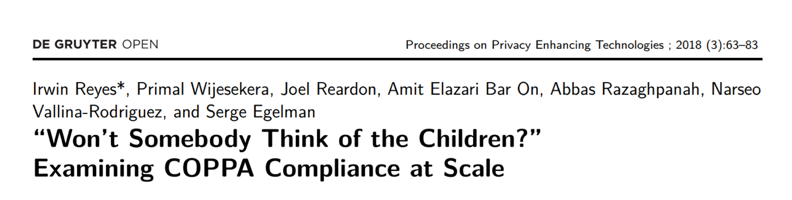 DE GRUYTER OPEN
Proceedings on Privacy Enhancing Technologies ; 2018 (3):63–83
Irwin Reyes*, Primal Wijesekera, Joel Reardon, Amit Elazari Bar On, Abbas Razaghpanah, Narseo
Vallina-Rodriguez, and Serge Egelman
“Won’t Somebody Think of the Children?”
Examining COPPA Compliance at Scale